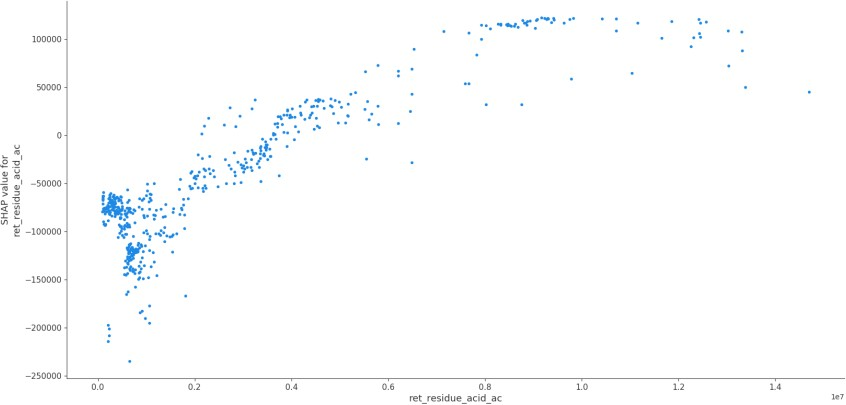 100000
50000
0
−50000
−100000
−150000
−200000
−250000
SHAP value for
ret_residue_acid_ac
0.0 0.2 0.4 0.6 0.8 1.0 1.2 1.4
1e7
ret_residue_acid_ac